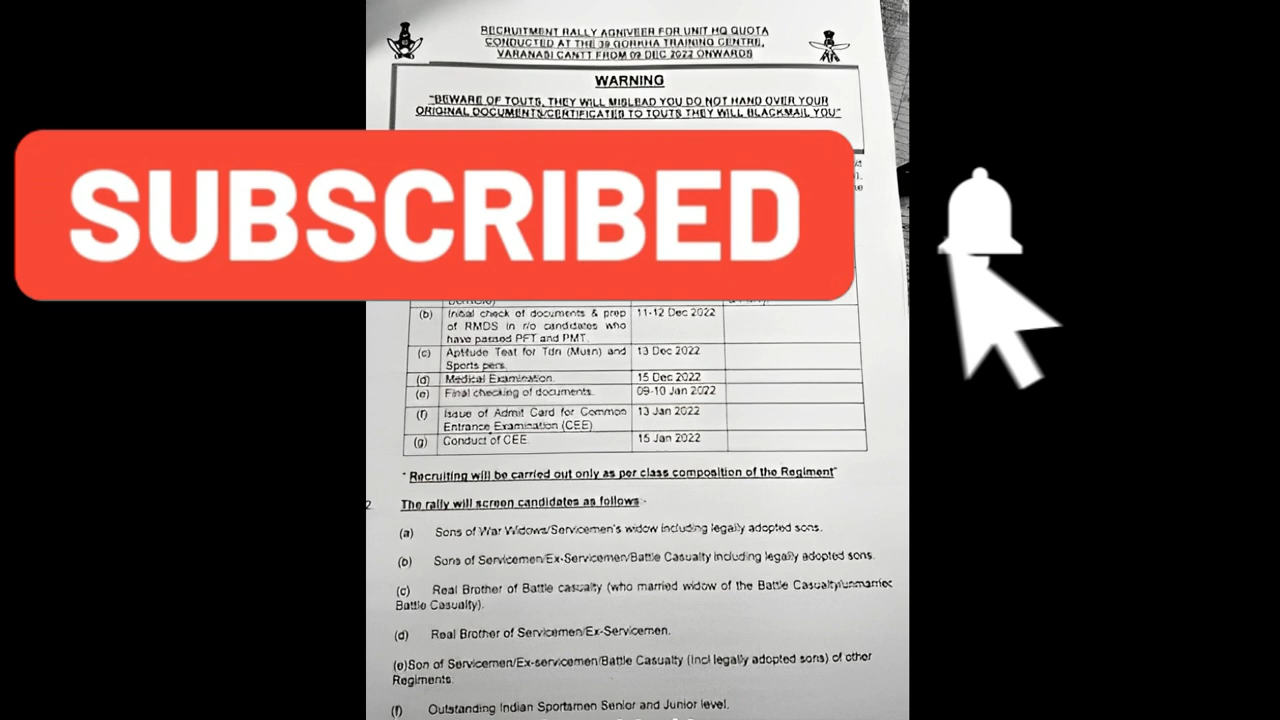 RECRUITMENT RALLY AGNIVEER FOR UNIT HQ QUOTA
CONDUCTED AT THE 39 GORKHA TRAINING CENTRE,
VARANASI CANTT FROM 09 DEC 2022 ONWARDS
WARNING
"BEWARE OF TOUTS, THEY WILL MISLEAD YOU DO NOT HAND OVER YOUR
ORIGINAL DOCUMENTS/CERTIFICATES TO TOUTS THEY WILL BLACKMAIL YOU"
SUBSCRIBED
(b) Initial check of documents & prep 11-12 Dec 2022
of RMDS in r/o candidates who
have passed PFT and PMT.
(c) Aptitude Test for Tdn (Musn) and 13 Dec 2022
Sports pers.
(d) Medical Examination. 15 Dec 2022
(e) Final checking of documents. 09-10 Jan 2022
(f) Issue of Admit Card for Common 13 Jan 2022
Entrance Examination (CEE)
(g) Conduct of CEE 15 Jan 2022
" Recruiting will be carried out only as per class composition of the Regiment"
2. The rally will screen candidates as follows :-
(a) Sons of War Widows/Servicemen's widow including legally adopted sons.
(b) Sons of Servicemen/Ex-Servicemen/Battle Casualty including legally adopted sons.
(c) Real Brother of Battle casualty (who married widow of the Battle Casualty/unmarried
Battle Casualty).
(d) Real Brother of Servicemen/Ex-Servicemen.
(e)Son of Servicemen/Ex-servicemen/Battle Casualty (Incl legally adopted sons) of other
Regiments.
(f) Outstanding Indian Sportsmen Senior and Junior level.